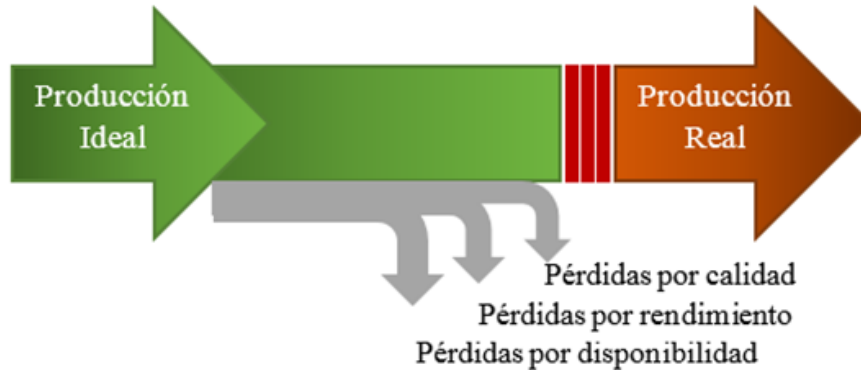 Producción
Ideal
Producción
Real
Pérdidas por calidad
Pérdidas por rendimiento
Pérdidas por disponibilidad